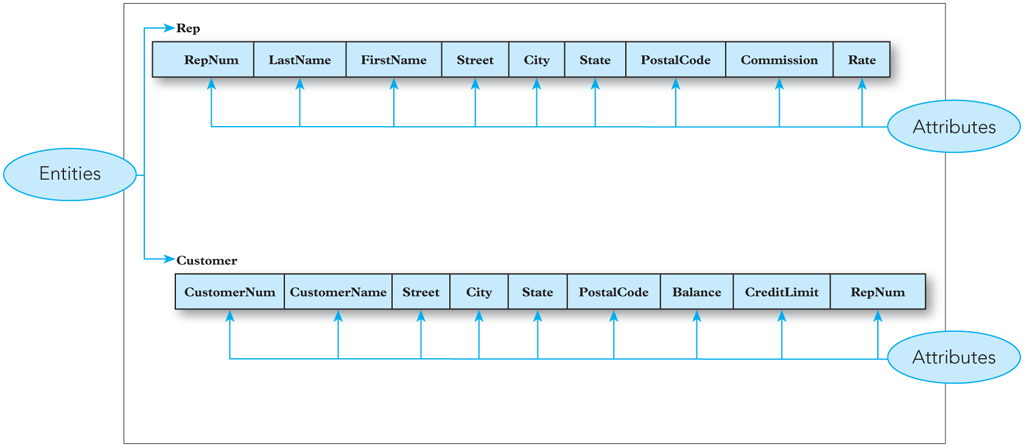 Rep
RepNum LastName FirstName Street City State PostalCode Commission Rate
Attributes
Entities
Customer
CustomerNum CustomerName Street City State PostalCode Balance CreditLimit RepNum
Attributes